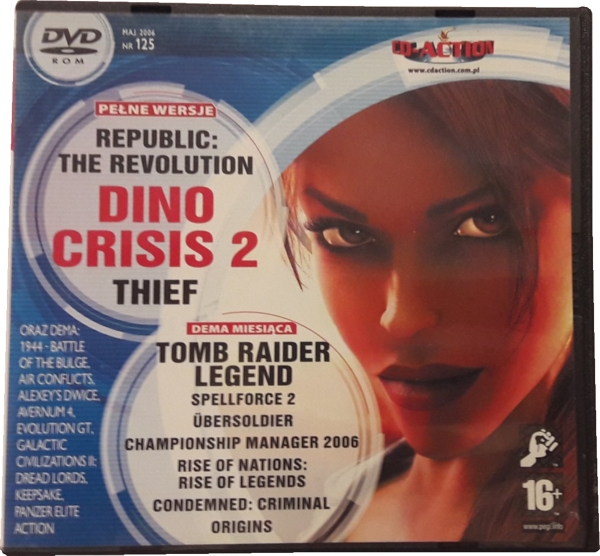 DVD
ROM
MAJ 2006
NR 125
CD-ACTION
www.cdaction.com.pl
PEŁNE WERSJE
REPUBLIC:
THE REVOLUTION
DINO
CRISIS 2
THIEF
DEMA MIESIĄCA
TOMB RAIDER
LEGEND
SPELLFORCE 2
ÜBERSOLDIER
CHAMPIONSHIP MANAGER 2006
RISE OF NATIONS:
RISE OF LEGENDS
CONDEMNED: CRIMINAL
ORIGINS
ORAZ DEMA:
1944 - BATTLE
OF THE BULGE,
AIR CONFLICTS,
ALEXEY'S DWICE,
AVERNUM 4,
EVOLUTION GT,
GALACTIC
CIVILIZATIONS II:
DREAD LORDS,
KEEPSAKE,
PANZER ELITE
ACTION
16+
www.pegi.info